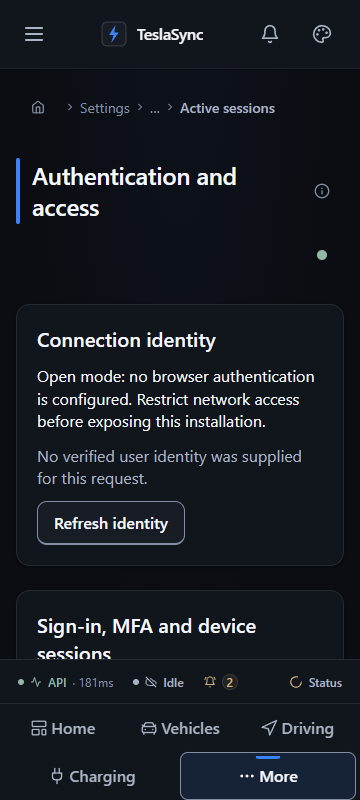 TeslaSync
Settings ... Active sessions
Authentication and
access
Connection identity
Open mode: no browser authentication
is configured. Restrict network access
before exposing this installation.
No verified user identity was supplied
for this request.
Refresh identity
Sign-in, MFA and device
sessions
API · 181ms Idle 2 Status
Home Vehicles Driving
Charging More